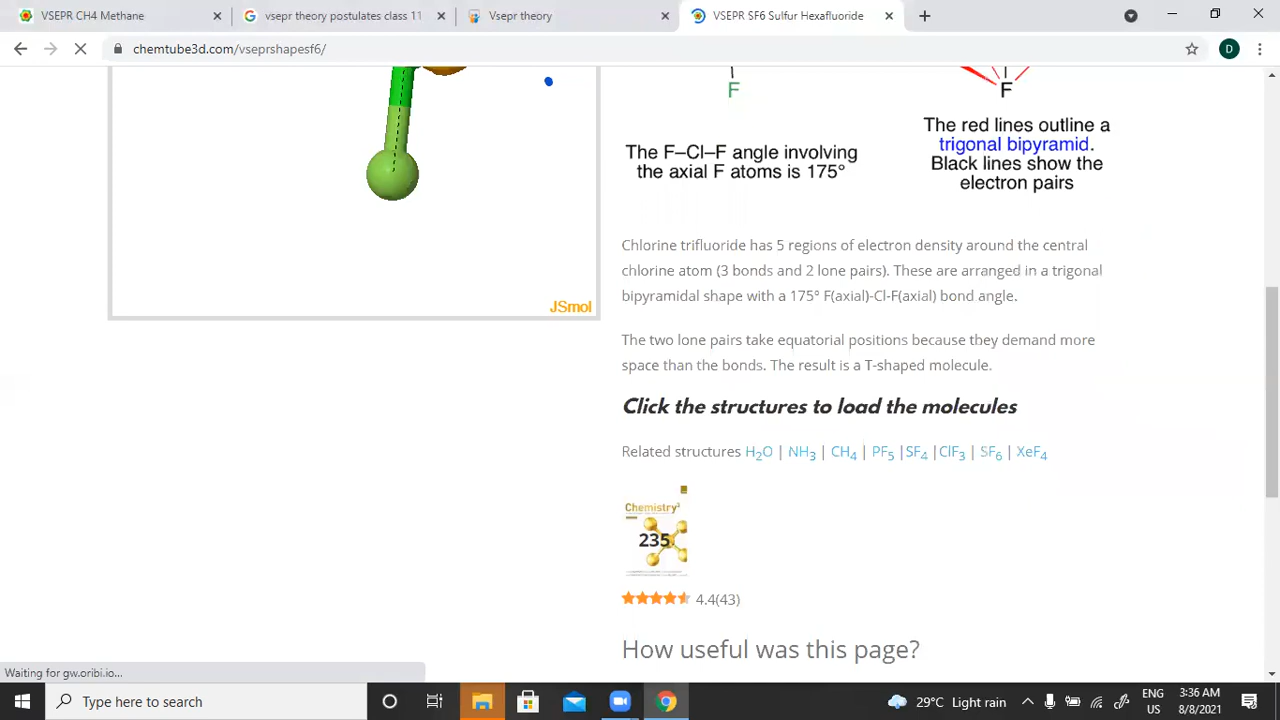 VSEPR CH4 Methane
vsepr theory postulates class 11
Vsepr theory
VSEPR SF6 Sulfur Hexafluoride
chemtube3d.com/vseprshapesf6/
D
F
F
The red lines outline a
trigonal bipyramid.
Black lines show the
electron pairs
The F–Cl–F angle involving
the axial F atoms is 175°
JSmol
Chlorine trifluoride has 5 regions of electron density around the central
chlorine atom (3 bonds and 2 lone pairs). These are arranged in a trigonal
bipyramidal shape with a 175° F(axial)-Cl-F(axial) bond angle.
The two lone pairs take equatorial positions because they demand more
space than the bonds. The result is a T-shaped molecule.
Click the structures to load the molecules
Related structures H₂O | NH₃ | CH₄ | PF₅ |SF₄ |ClF₃ | SF₆ | XeF₄
Chemistry³
235
4.4(43)
How useful was this page?
Waiting for gw.oribi.io...
Type here to search
29°C Light rain
ENG
US
3:36 AM
8/8/2021